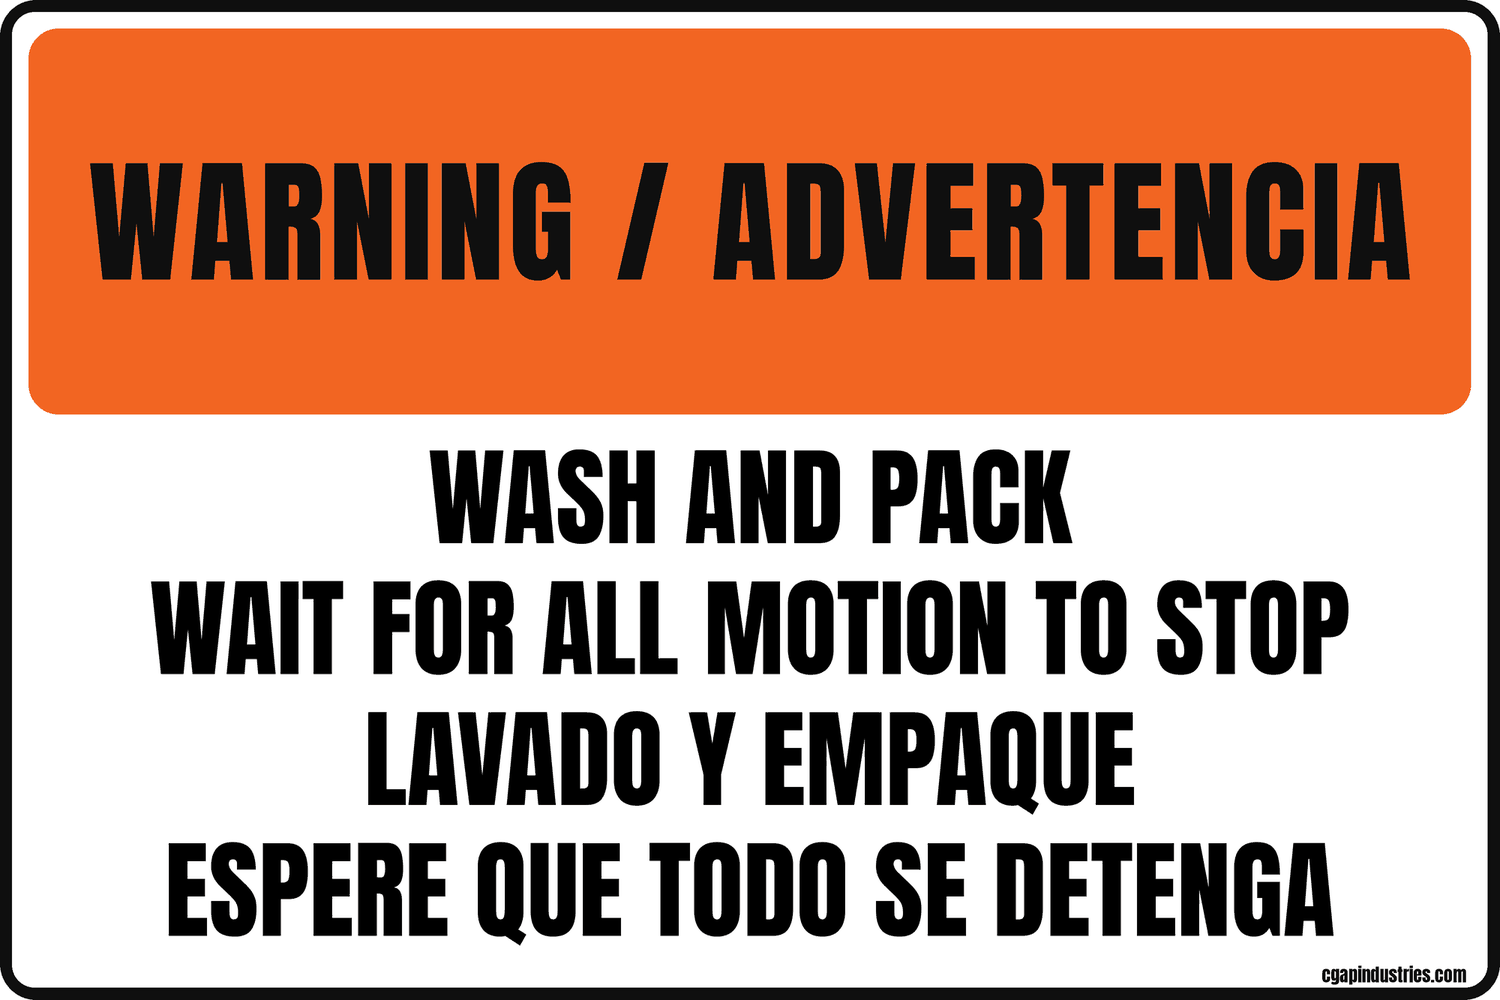 WARNING / ADVERTENCIA
WASH AND PACK
WAIT FOR ALL MOTION TO STOP
LAVADO Y EMPAQUE
ESPERE QUE TODO SE DETENGA
cgapindustries.com